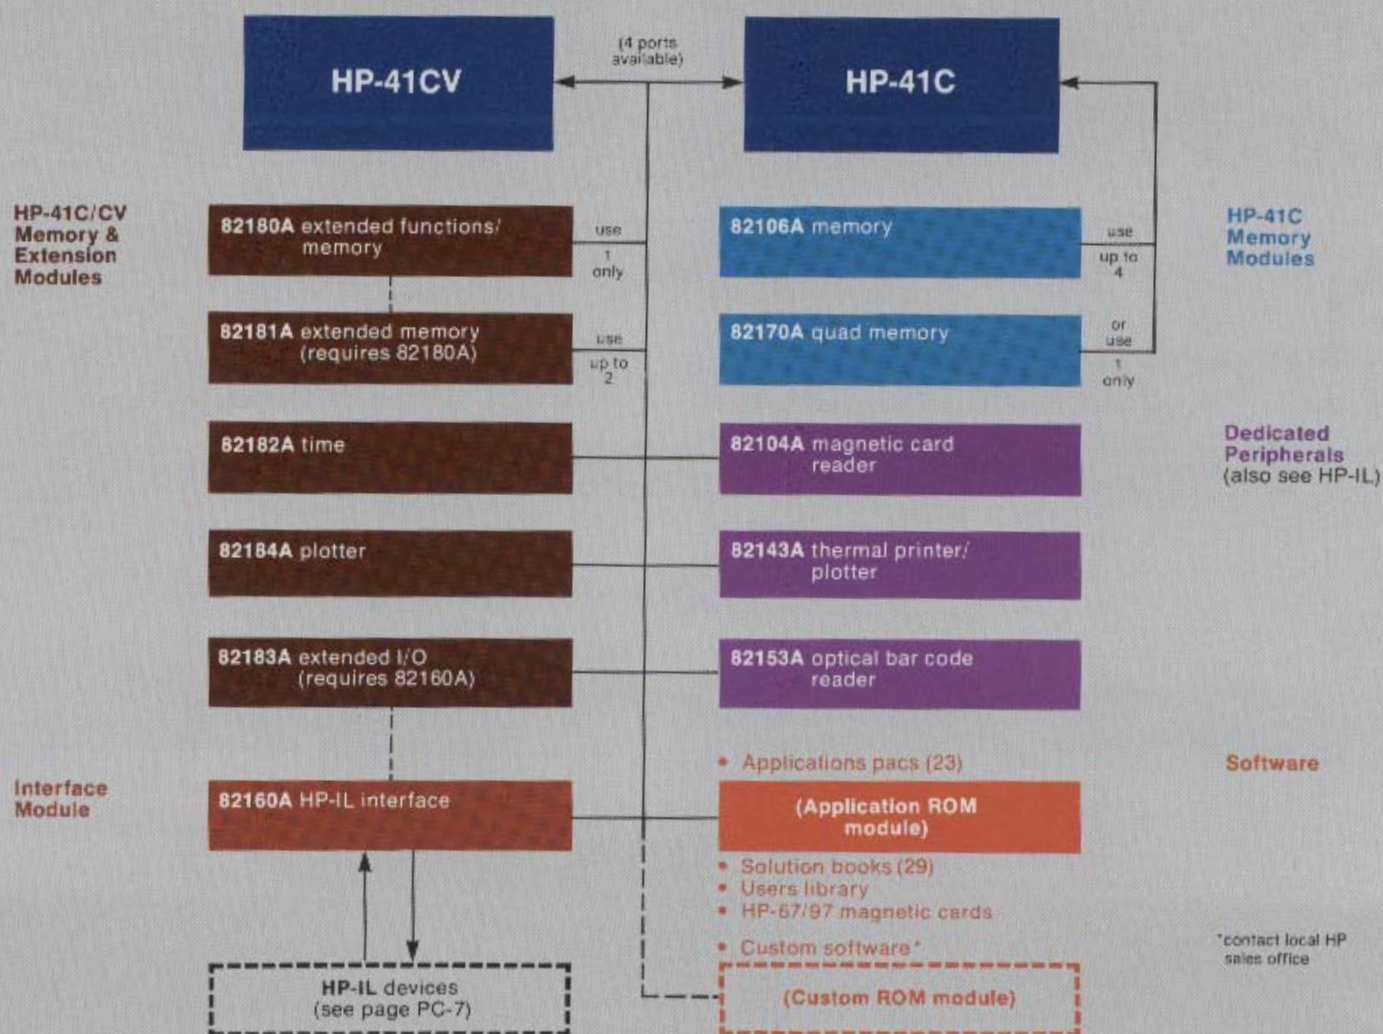 HP-41CV
(4 ports
available)
HP-41C
HP-41C/CV
Memory &
Extension
Modules
82180A extended functions/
memory
use
1
only
82106A memory
use
up to
4
HP-41C
Memory
Modules
82181A extended memory
(requires 82180A)
use
up to
2
82170A quad memory
or
use
1
only
82182A time
82104A magnetic card
reader
Dedicated
Peripherals
(also see HP-IL)
82184A plotter
82143A thermal printer/
plotter
82183A extended I/O
(requires 82160A)
82153A optical bar code
reader
Interface
Module
82160A HP-IL interface
• Applications pacs (23)
Software
(Application ROM
module)
• Solution books (29)
• Users library
• HP-67/97 magnetic cards
• Custom software*
*contact local HP
sales office
HP-IL devices
(see page PC-7)
(Custom ROM module)